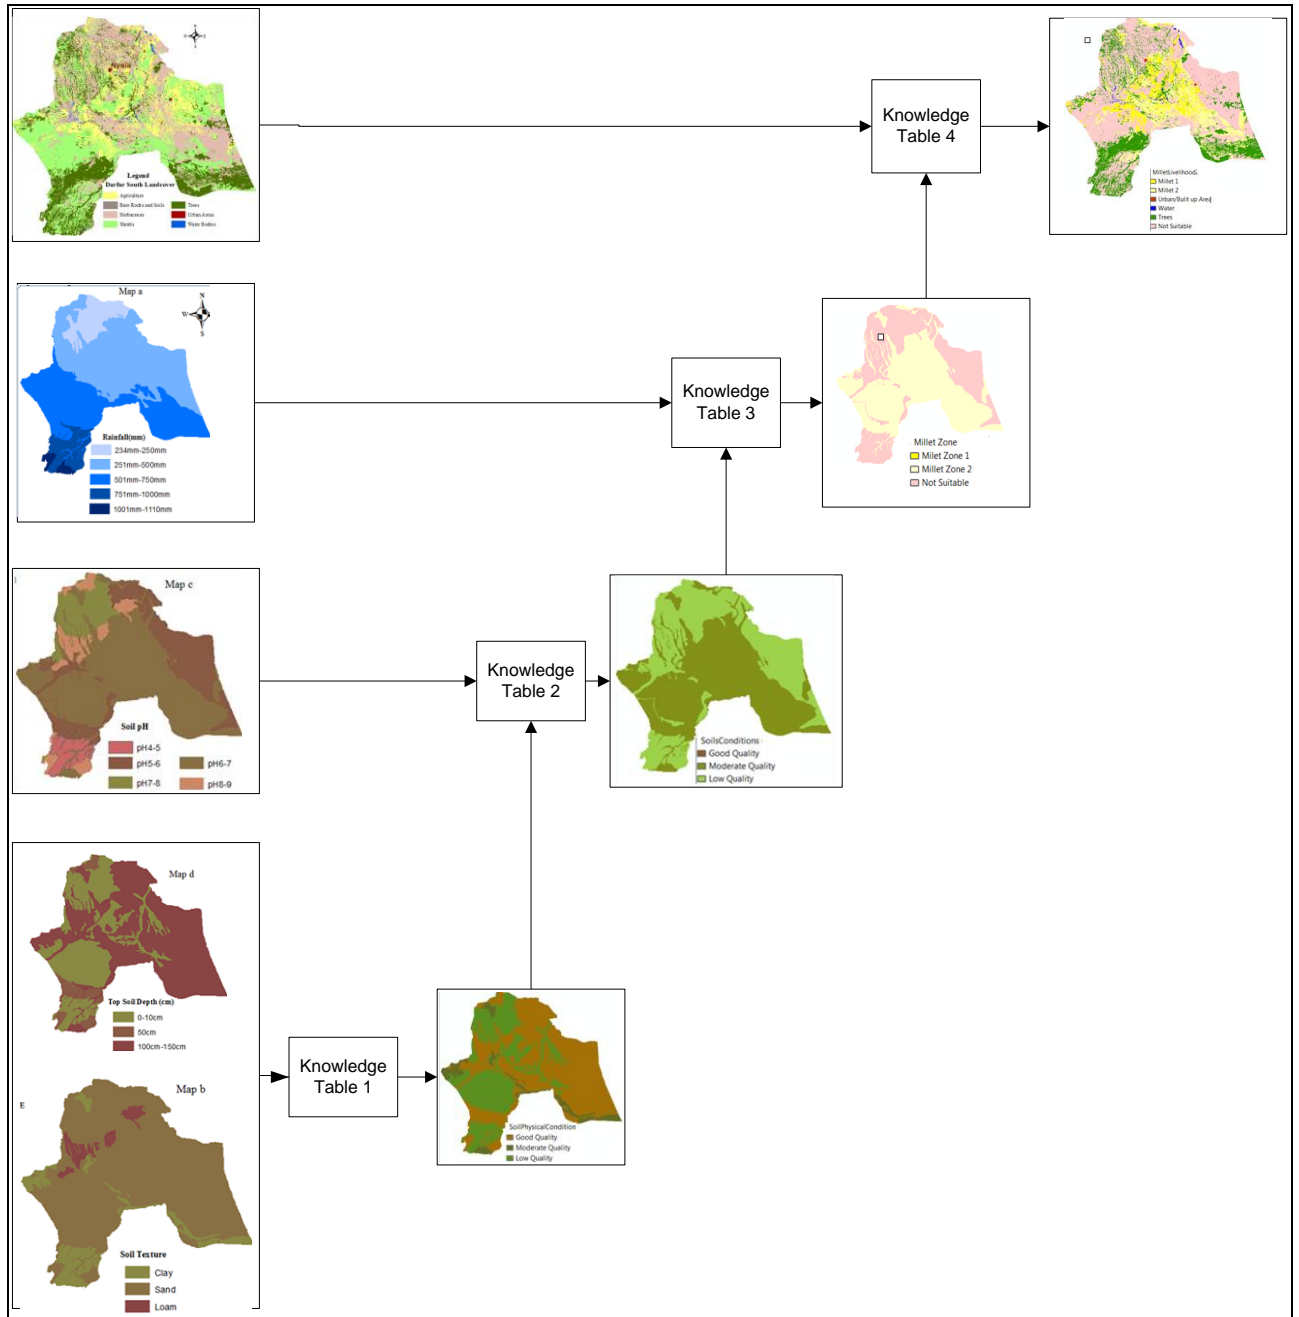 Nyala
Legend
Darfur South Landcover
Agriculture
Bare Rocks and Soils
Herbaceous
Shrubs
Trees
Urban Areas
Water Bodies
Knowledge
Table 4
MilletLivelihoods
Millet 1
Millet 2
Urban/Built up Area
Water
Trees
Not Suitable
Map a
N
W
S
Rainfall(mm)
234mm-250mm
251mm-500mm
501mm-750mm
751mm-1000mm
1001mm-1110mm
Knowledge
Table 3
Millet Zone
Milet Zone 1
Millet Zone 2
Not Suitable
Map c
Soil pH
pH4-5
pH5-6
pH7-8
pH6-7
pH8-9
Knowledge
Table 2
SoilsConditions
Good Quality
Moderate Quality
Low Quality
Map d
Top Soil Depth (cm)
0-10cm
50cm
100cm-150cm
Knowledge
Table 1
SoilPhysicalCondition
Good Quality
Moderate Quality
Low Quality
Map b
E
Soil Texture
Clay
Sand
Loam